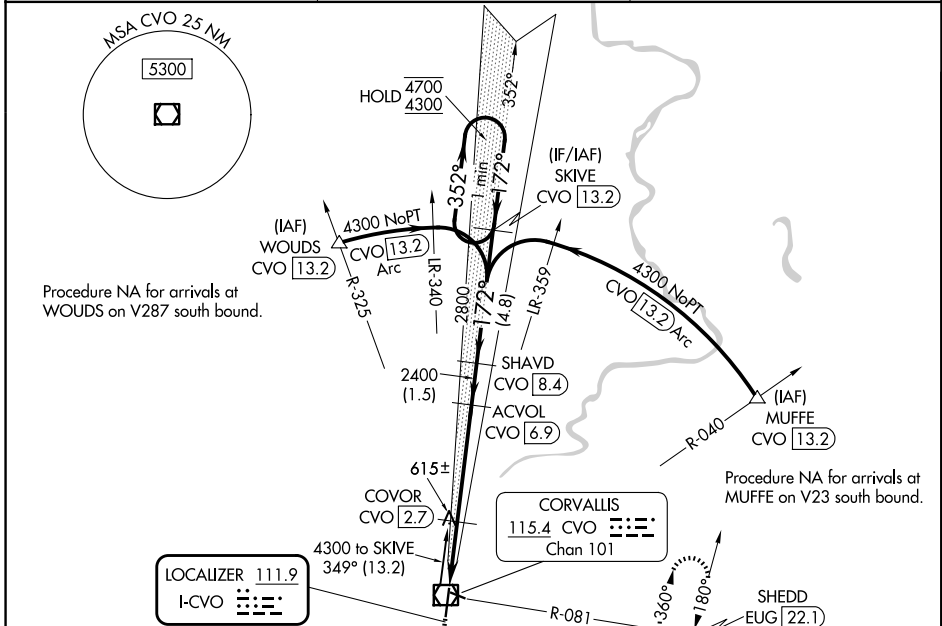 MSA CVO 25 NM
5300
HOLD 4700
4300
352°
352°
1 min
172°
(IF/IAF)
SKIVE
CVO 13.2
(IAF)
WOUDS
CVO 13.2
4300 NoPT
CVO 13.2
Arc
R-325
LR-340
2800
172°
(4.8)
LR-359
4300 NoPT
CVO 13.2 Arc
Procedure NA for arrivals at
WOUDS on V287 south bound.
2400
(1.5)
SHAVD
CVO 8.4
ACVOL
CVO 6.9
(IAF)
MUFFE
CVO 13.2
R-040
Procedure NA for arrivals at
MUFFE on V23 south bound.
615±
COVOR
CVO 2.7
CORVALLIS
115.4 CVO
Chan 101
4300 to SKIVE
349° (13.2)
LOCALIZER 111.9
I-CVO
R-081
360°
180°
SHEDD
EUG 22.1